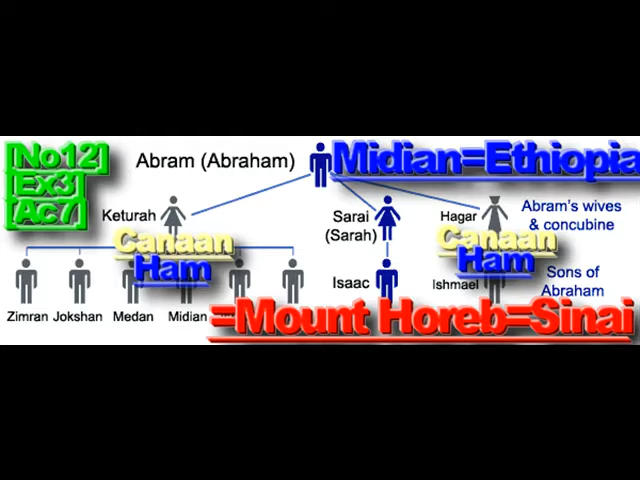 [No12]
[Ex3]
[Ac7]
Abram (Abraham)
Midian=Ethiopia
Keturah
Sarai
(Sarah)
Hagar
Abram's wives
& concubine
Canaan
Ham
Canaan
Ham
Isaac
Ishmael
Sons of
Abraham
Zimran Jokshan Medan Midian
=Mount Horeb=Sinai